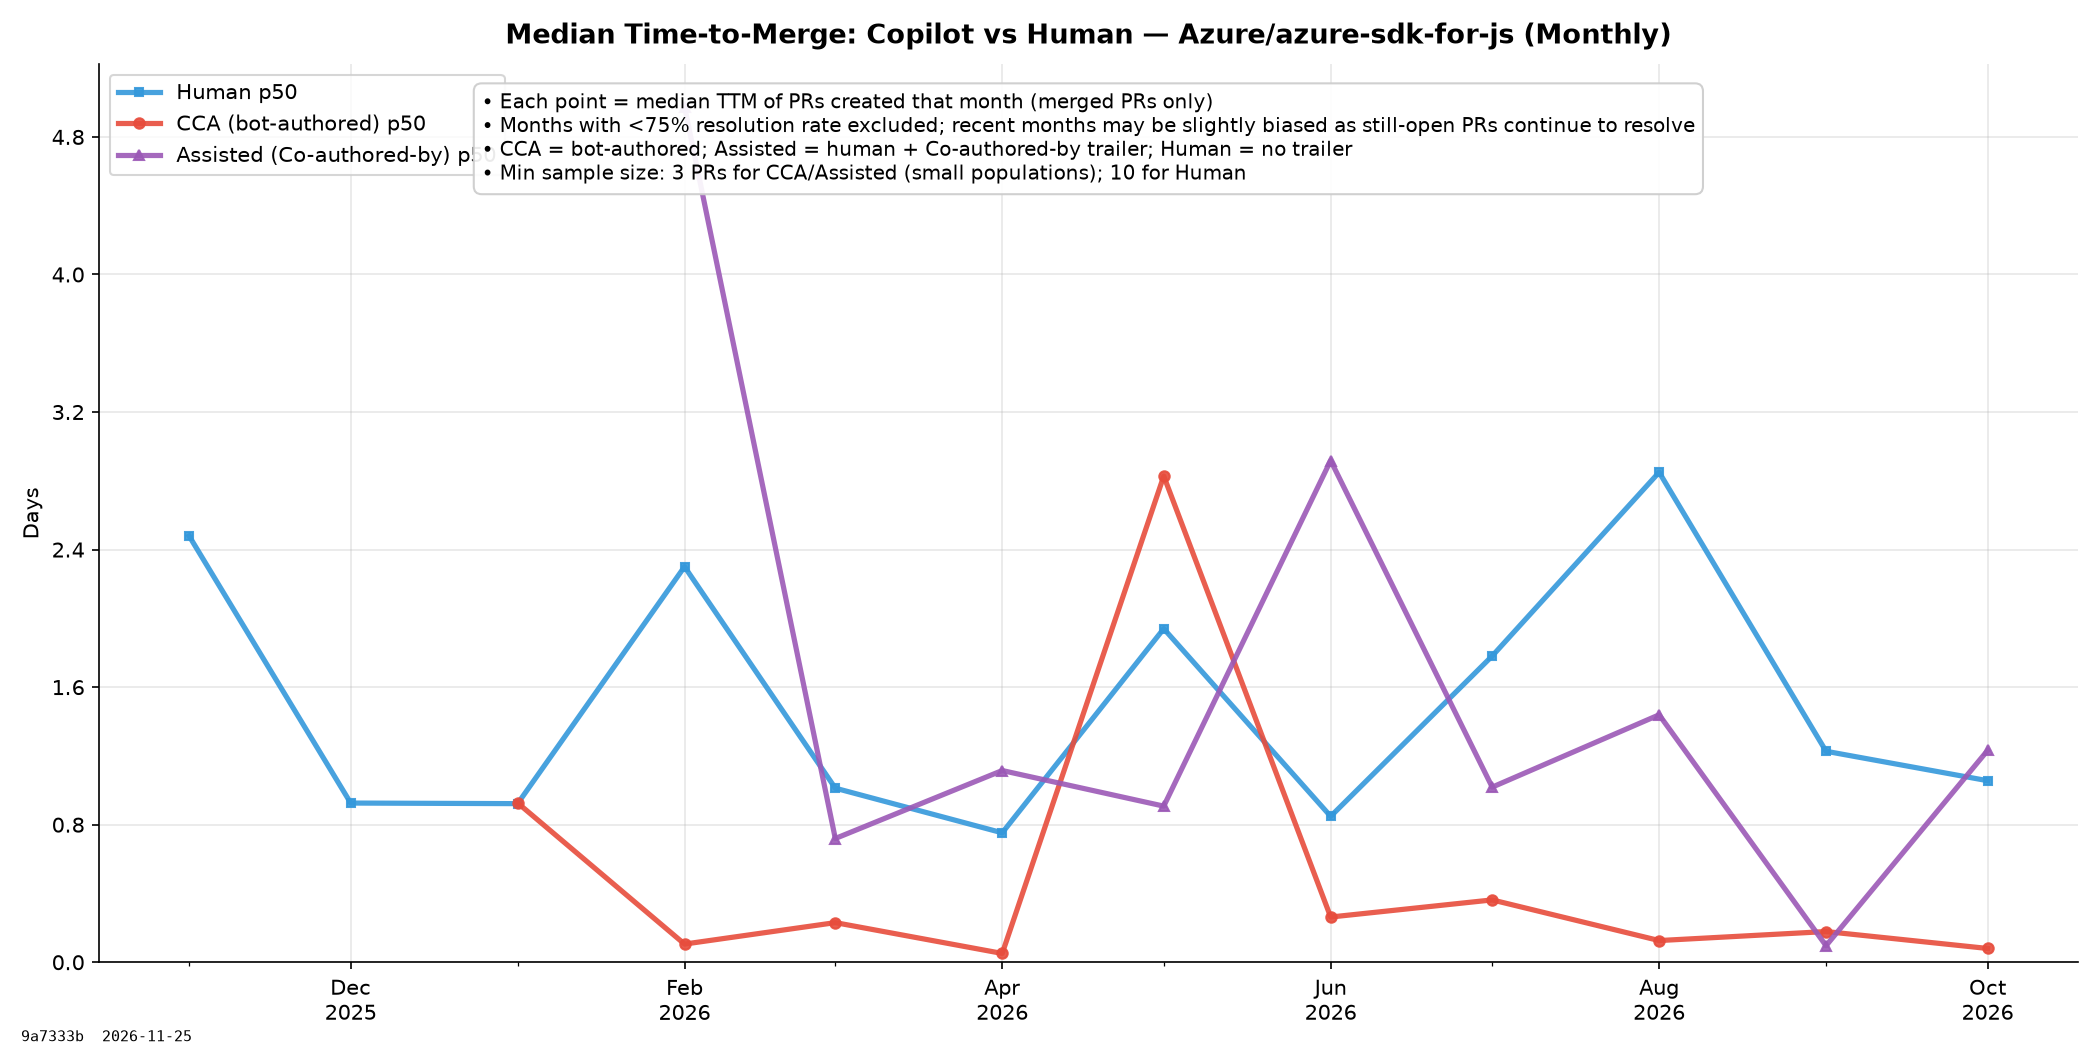 Median Time-to-Merge: Copilot vs Human — Azure/azure-sdk-for-js (Monthly)
Human p50
CCA (bot-authored) p50
Assisted (Co-authored-by) p50
• Each point = median TTM of PRs created that month (merged PRs only)
• Months with <75% resolution rate excluded; recent months may be slightly biased as still-open PRs continue to resolve
• CCA = bot-authored; Assisted = human + Co-authored-by trailer; Human = no trailer
• Min sample size: 3 PRs for CCA/Assisted (small populations); 10 for Human
Days
4.8
4.0
3.2
2.4
1.6
0.8
0.0
Dec
2025
Feb
2026
Apr
2026
Jun
2026
Aug
2026
Oct
2026
9a7333b 2026-11-25